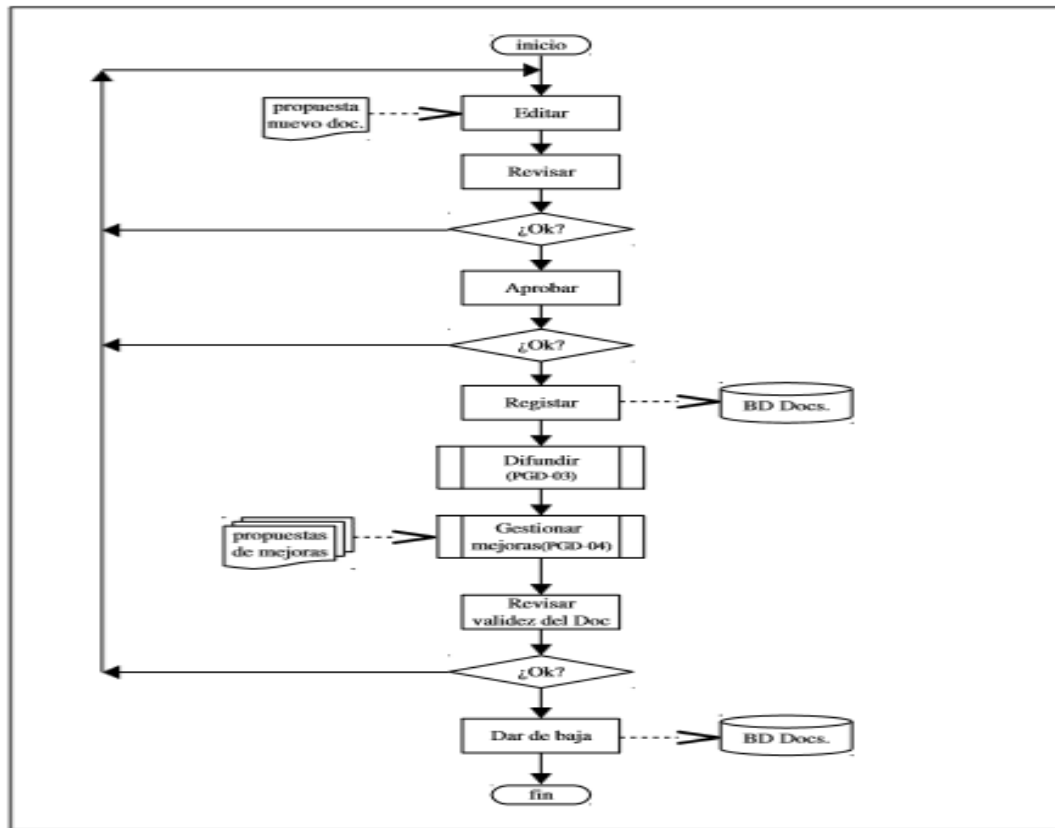 inicio
propuesta
nuevo doc.
Editar
Revisar
¿Ok?
Aprobar
¿Ok?
Registar
BD Docs.
Difundir
(PGD-03)
propuestas
de mejoras
Gestionar
mejoras(PGD-04)
Revisar
validez del Doc
¿Ok?
Dar de baja
BD Docs.
fin